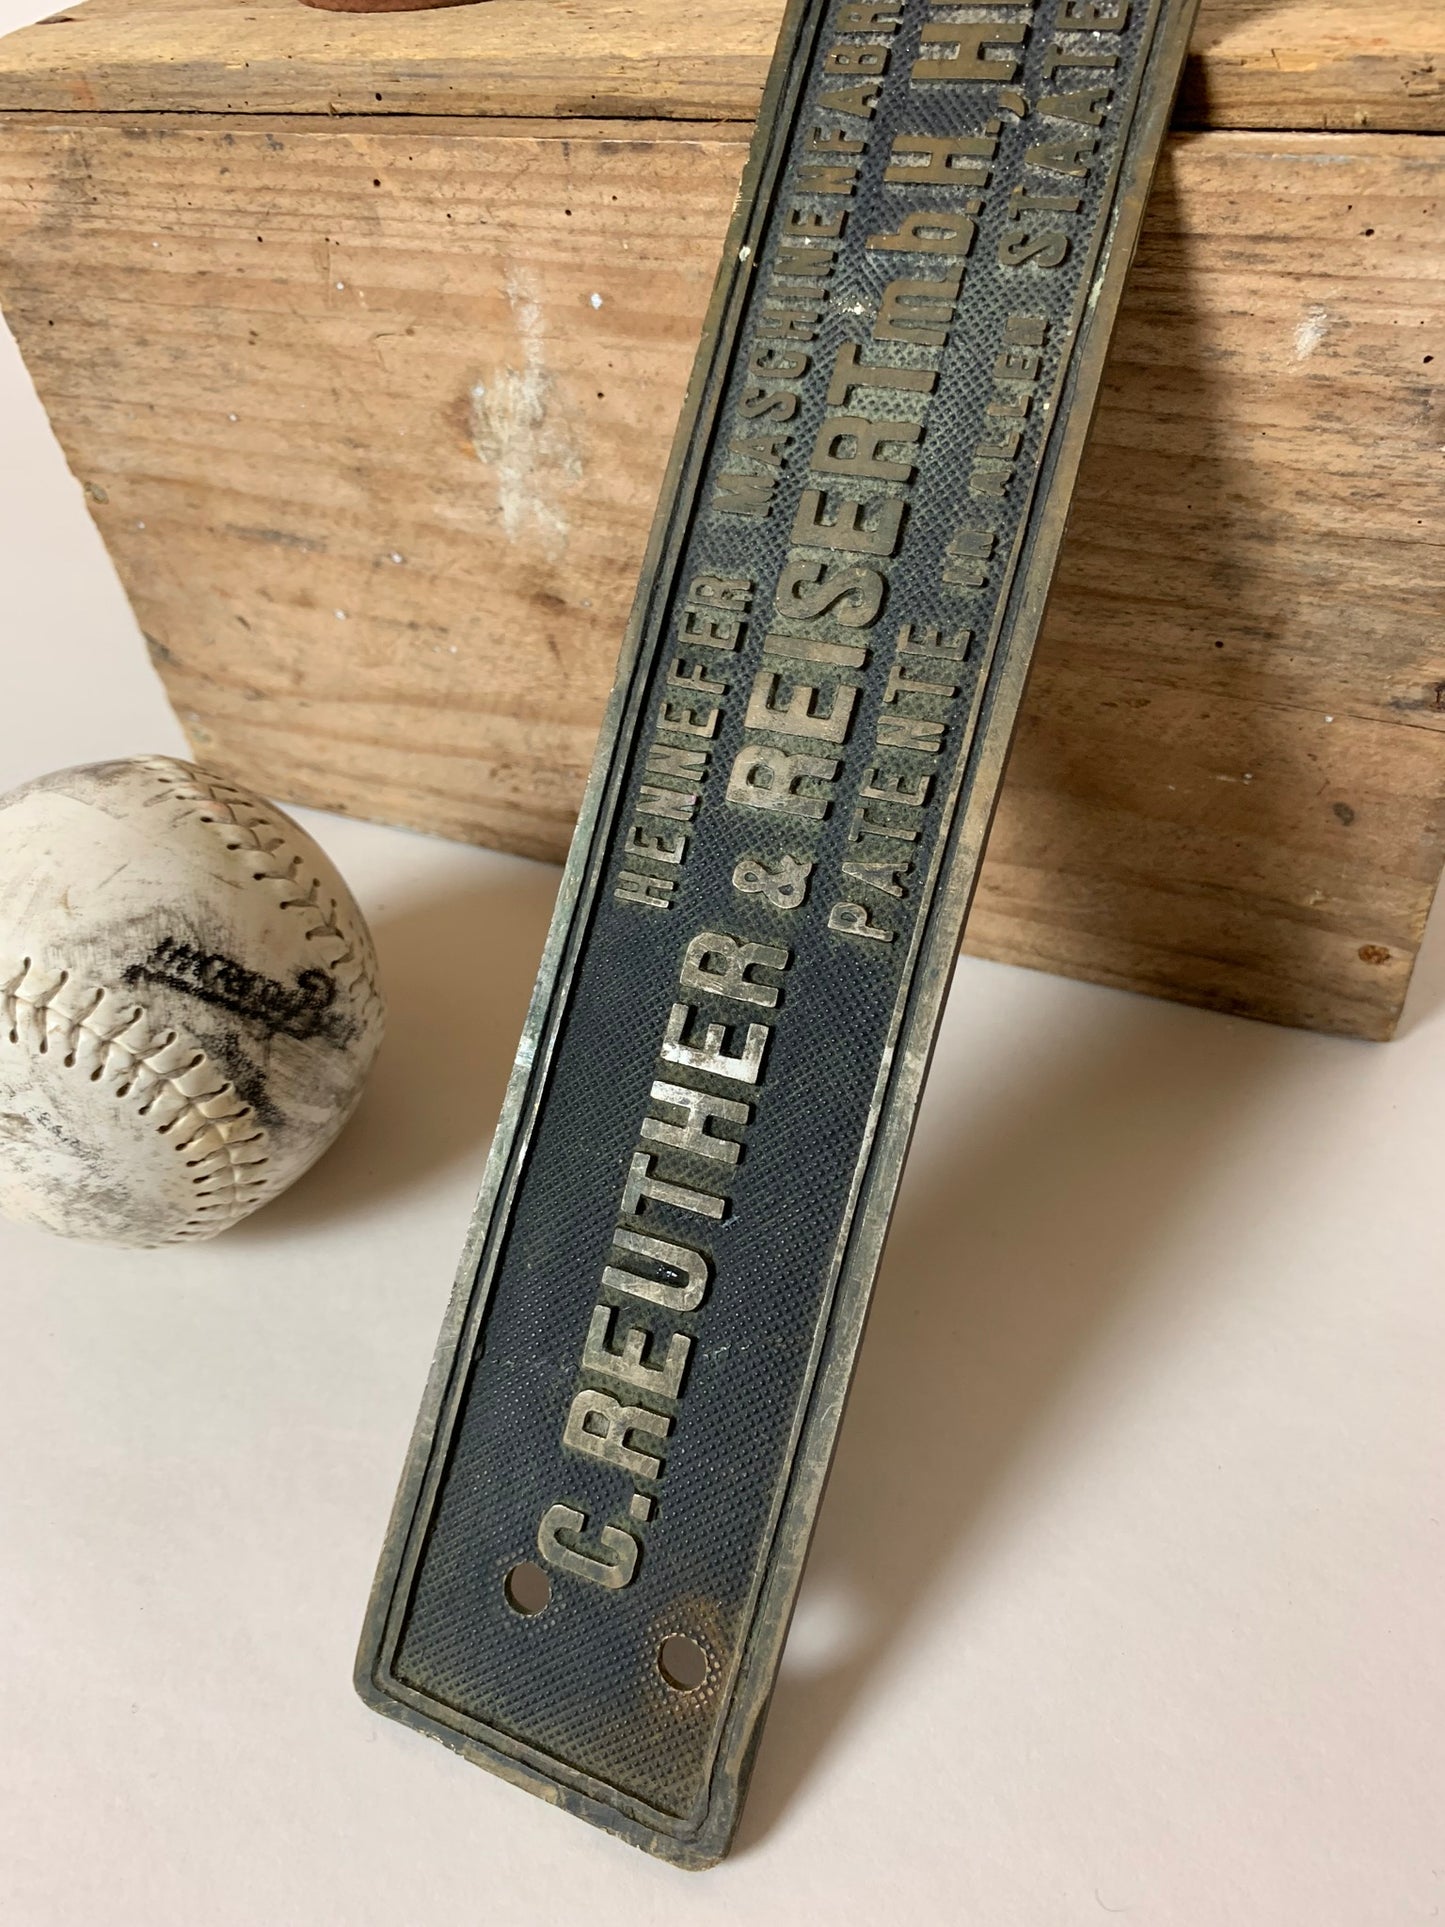 HENNEFER MASCHINENFABR
C. REUTHER & REISERT m.b.H., HE
PATENTE IN ALLEN STAATE